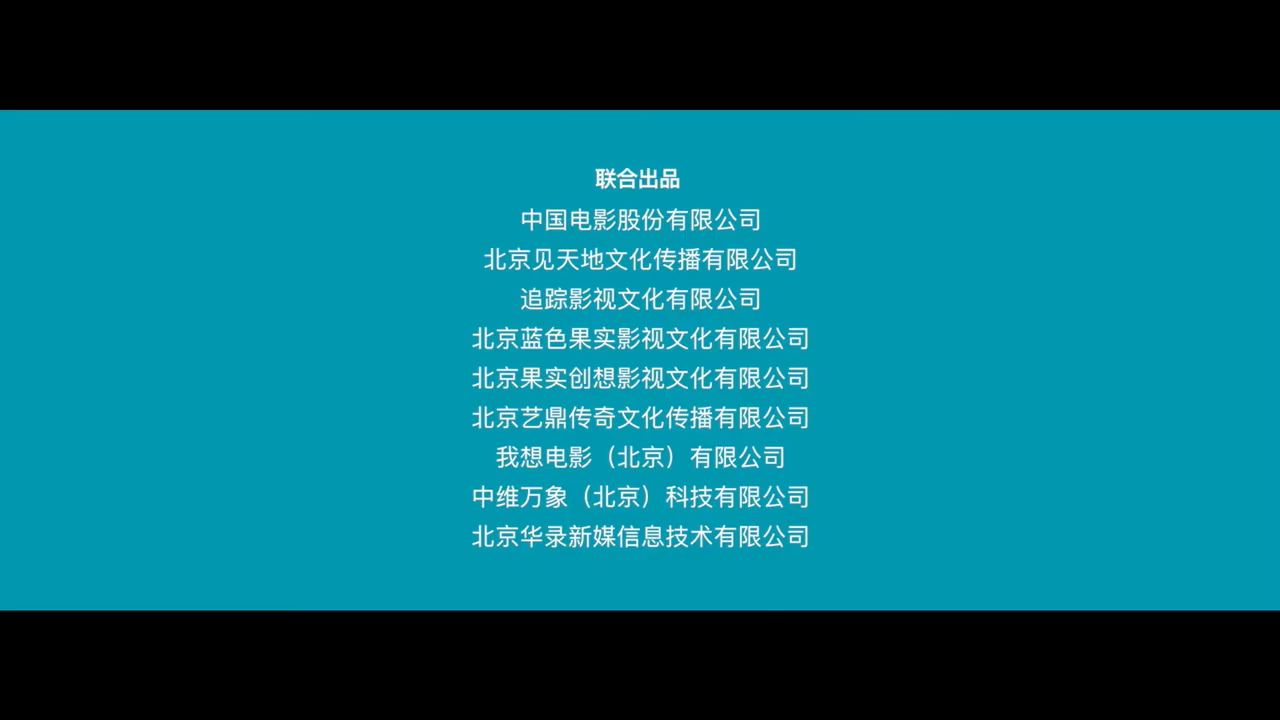 联合出品
中国电影股份有限公司
北京见天地文化传播有限公司
追踪影视文化有限公司
北京蓝色果实影视文化有限公司
北京果实创想影视文化有限公司
北京艺鼎传奇文化传播有限公司
我想电影（北京）有限公司
中维万象（北京）科技有限公司
北京华录新媒信息技术有限公司